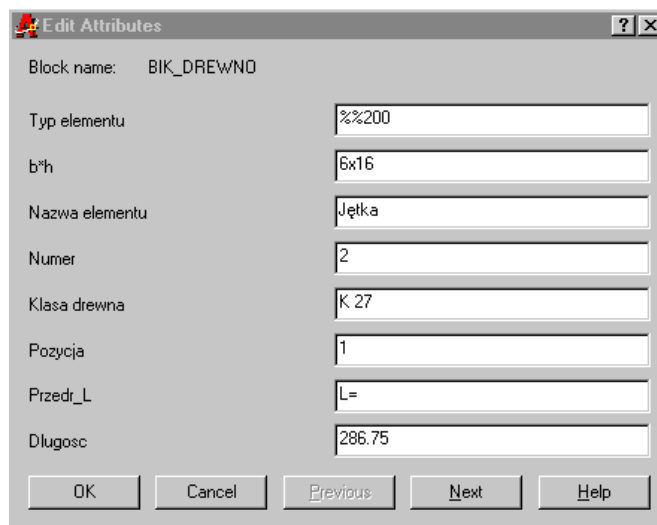 Edit Attributes
Block name: BIK_DREWNO
Typ elementu %%200
b*h 6x16
Nazwa elementu Jętka
Numer 2
Klasa drewna K 27
Pozycja 1
Przedr_L L=
Dlugosc 286.75
OK Cancel Previous Next Help